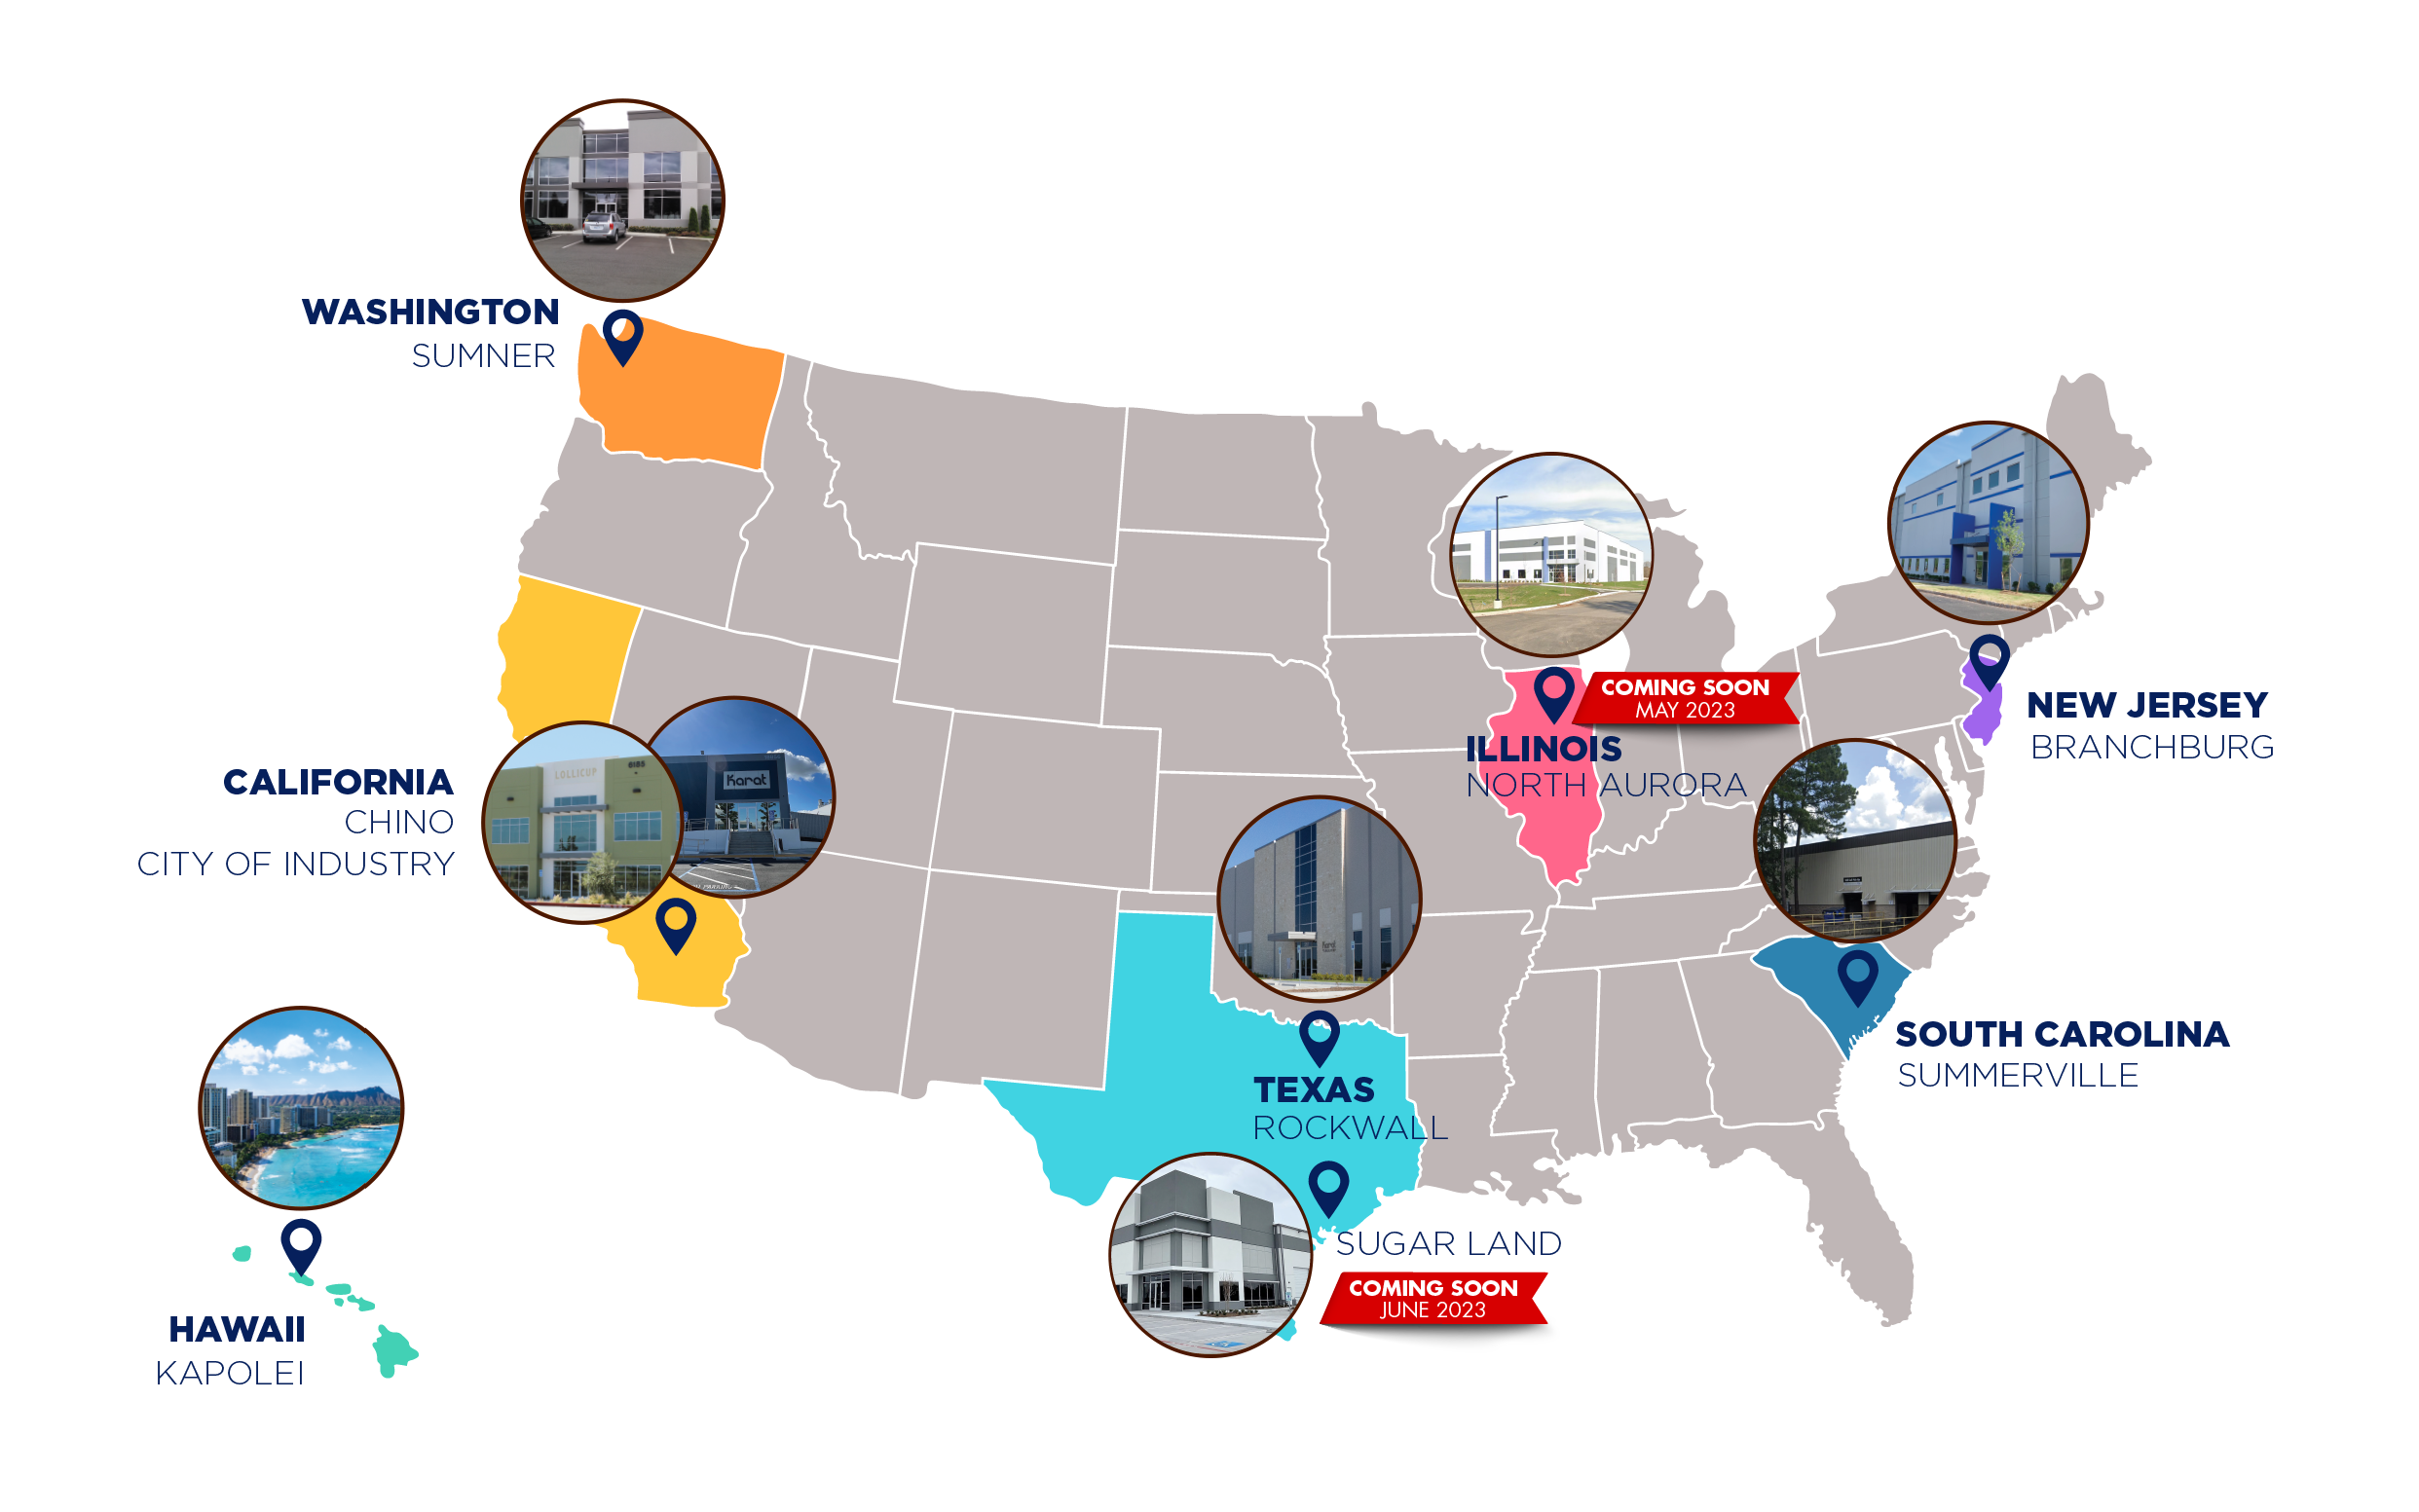 WASHINGTON
SUMNER
COMING SOON
MAY 2023
ILLINOIS
NORTH AURORA
NEW JERSEY
BRANCHBURG
CALIFORNIA
CHINO
CITY OF INDUSTRY
LOLLICUP
6185
Karat
SOUTH CAROLINA
SUMMERVILLE
TEXAS
ROCKWALL
SUGAR LAND
COMING SOON
JUNE 2023
HAWAII
KAPOLEI